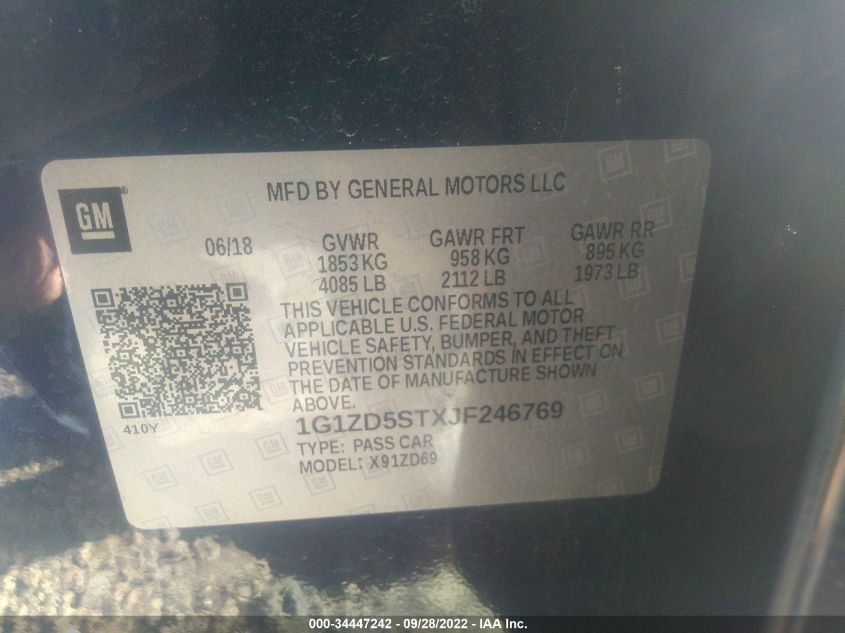 MFD BY GENERAL MOTORS LLC
GM
06/18 GVWR GAWR FRT GAWR RR
1853 KG 958 KG 895 KG
4085 LB 2112 LB 1973 LB
THIS VEHICLE CONFORMS TO ALL
APPLICABLE U.S. FEDERAL MOTOR
VEHICLE SAFETY, BUMPER, AND THEFT
PREVENTION STANDARDS IN EFFECT ON
THE DATE OF MANUFACTURE SHOWN
ABOVE.
410Y
1G1ZD5STXJF246769
TYPE: PASS CAR
MODEL: X91ZD69
000-34447242 - 09/28/2022 - IAA Inc.